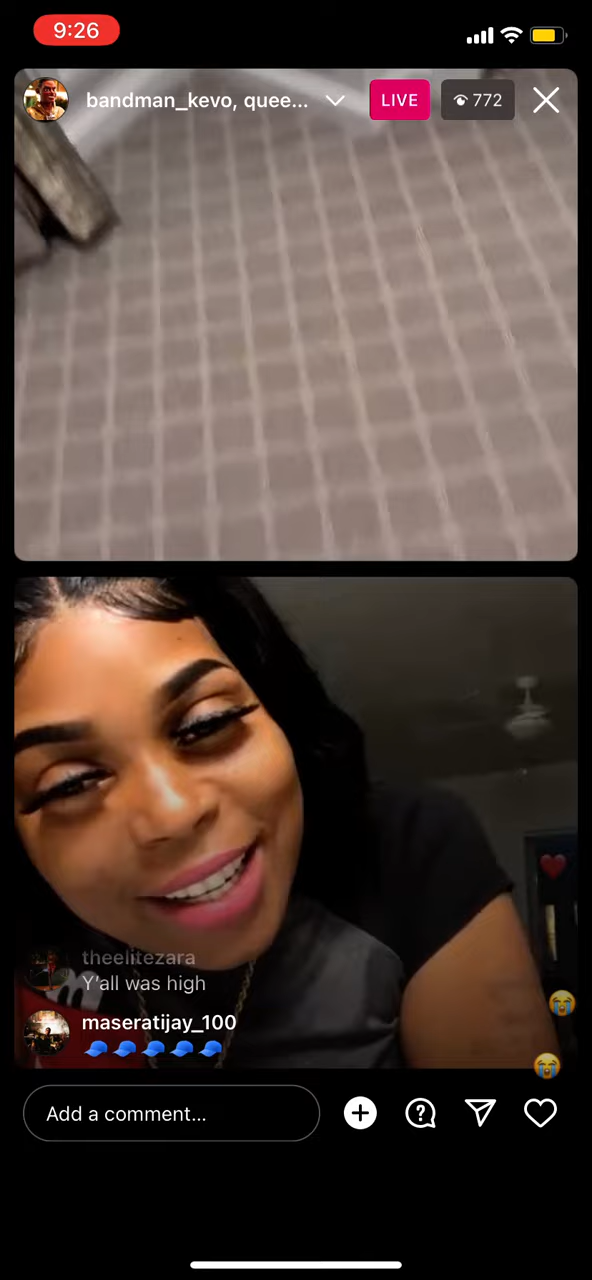 9:26
bandman_kevo, quee...
LIVE
772
theelitezara
Y'all was high
maseratijay_100
Add a comment...